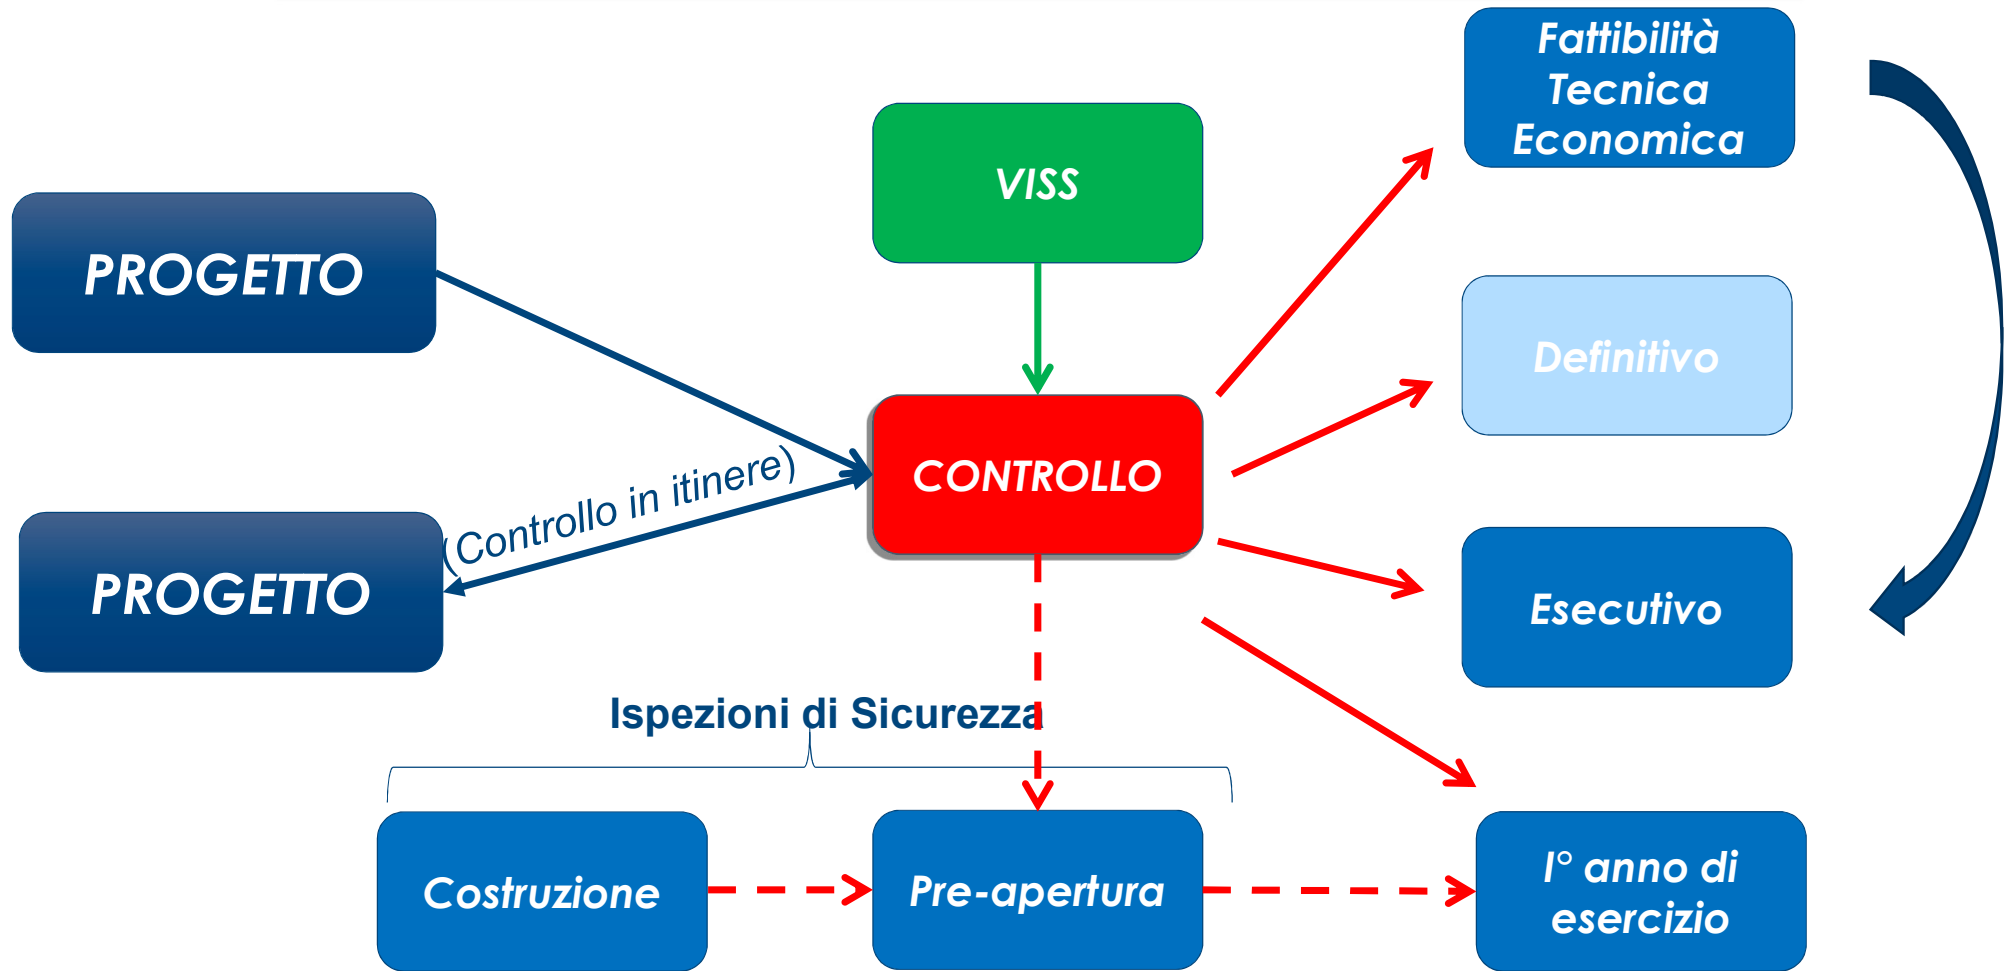 Fattibilità
Tecnica
Economica
VISS
PROGETTO
Definitivo
CONTROLLO
(Controllo in itinere)
PROGETTO
Esecutivo
Ispezioni di Sicurezza
Costruzione
Pre-apertura
I° anno di
esercizio